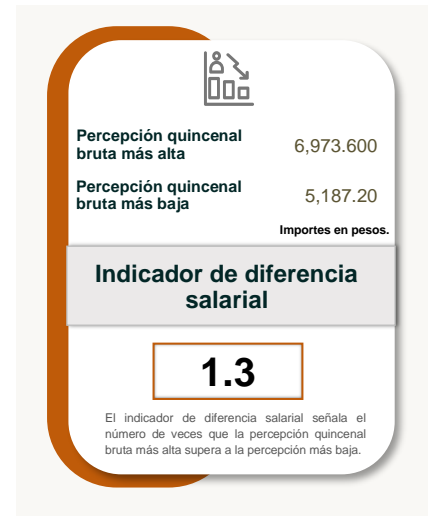 Percepción quincenal
bruta más alta
6,973.600
Percepción quincenal
bruta más baja
5,187.20
Importes en pesos.
Indicador de diferencia
salarial
1.3
El indicador de diferencia salarial señala el
número de veces que la percepción quincenal
bruta más alta supera a la percepción más baja.